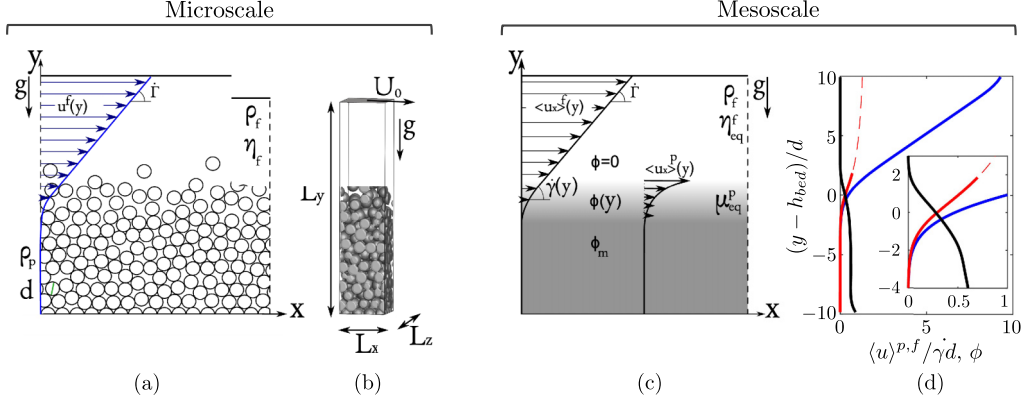 Microscale
Mesoscale
y
g
u^f(y)
Γ̇
ρ_f
η_f
ρ_p
d
x
(a)
U_0
g
L_y
L_x
L_z
(b)
y
<u_x>^f(y)
Γ̇
ρ_f
η^f_eq
g
ϕ=0
<u_x>^p(y)
γ̇(y)
ϕ(y)
μ^p_eq
ϕ_m
x
(c)
(y − h_bed)/d
10
5
0
−5
−10
0
5
10
2
0
−2
−4
0
0.5
1
⟨u⟩^{p,f}/γ̇d, ϕ
(d)